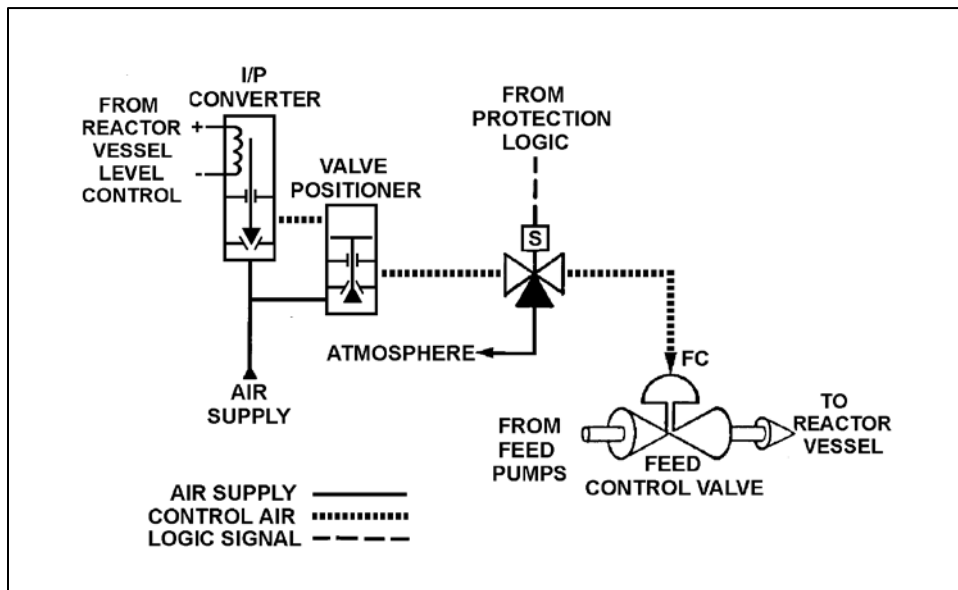 I/P
CONVERTER
FROM
REACTOR +
VESSEL
LEVEL -
CONTROL
VALVE
POSITIONER
FROM
PROTECTION
LOGIC
S
ATMOSPHERE
FC
AIR
SUPPLY
FROM
FEED
PUMPS
TO
REACTOR
VESSEL
FEED
CONTROL VALVE
AIR SUPPLY
CONTROL AIR
LOGIC SIGNAL